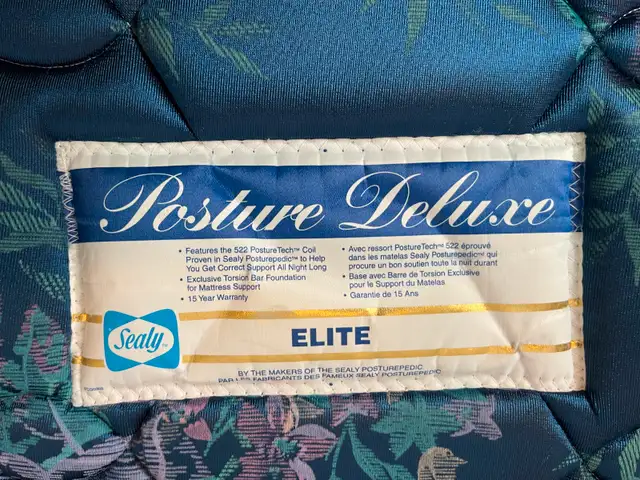 Posture Deluxe
• Features the 522 PostureTech™ Coil
Proven in Sealy Posturepedic™ to Help
You Get Correct Support All Night Long
• Exclusive Torsion Bar Foundation
for Mattress Support
• 15 Year Warranty
• Avec ressort PostureTech™ 522 éprouvé
dans les matelas Sealy Posturepedic™ qui
procure un bon soutien toute la nuit durant
• Base avec Barre de Torsion Exclusive
pour le Support du Matelas
• Garantie de 15 Ans
Sealy™
ELITE
BY THE MAKERS OF THE SEALY POSTUREPEDIC
PAR LES FABRICANTS DES FAMEUX SEALY POSTUREPEDIC